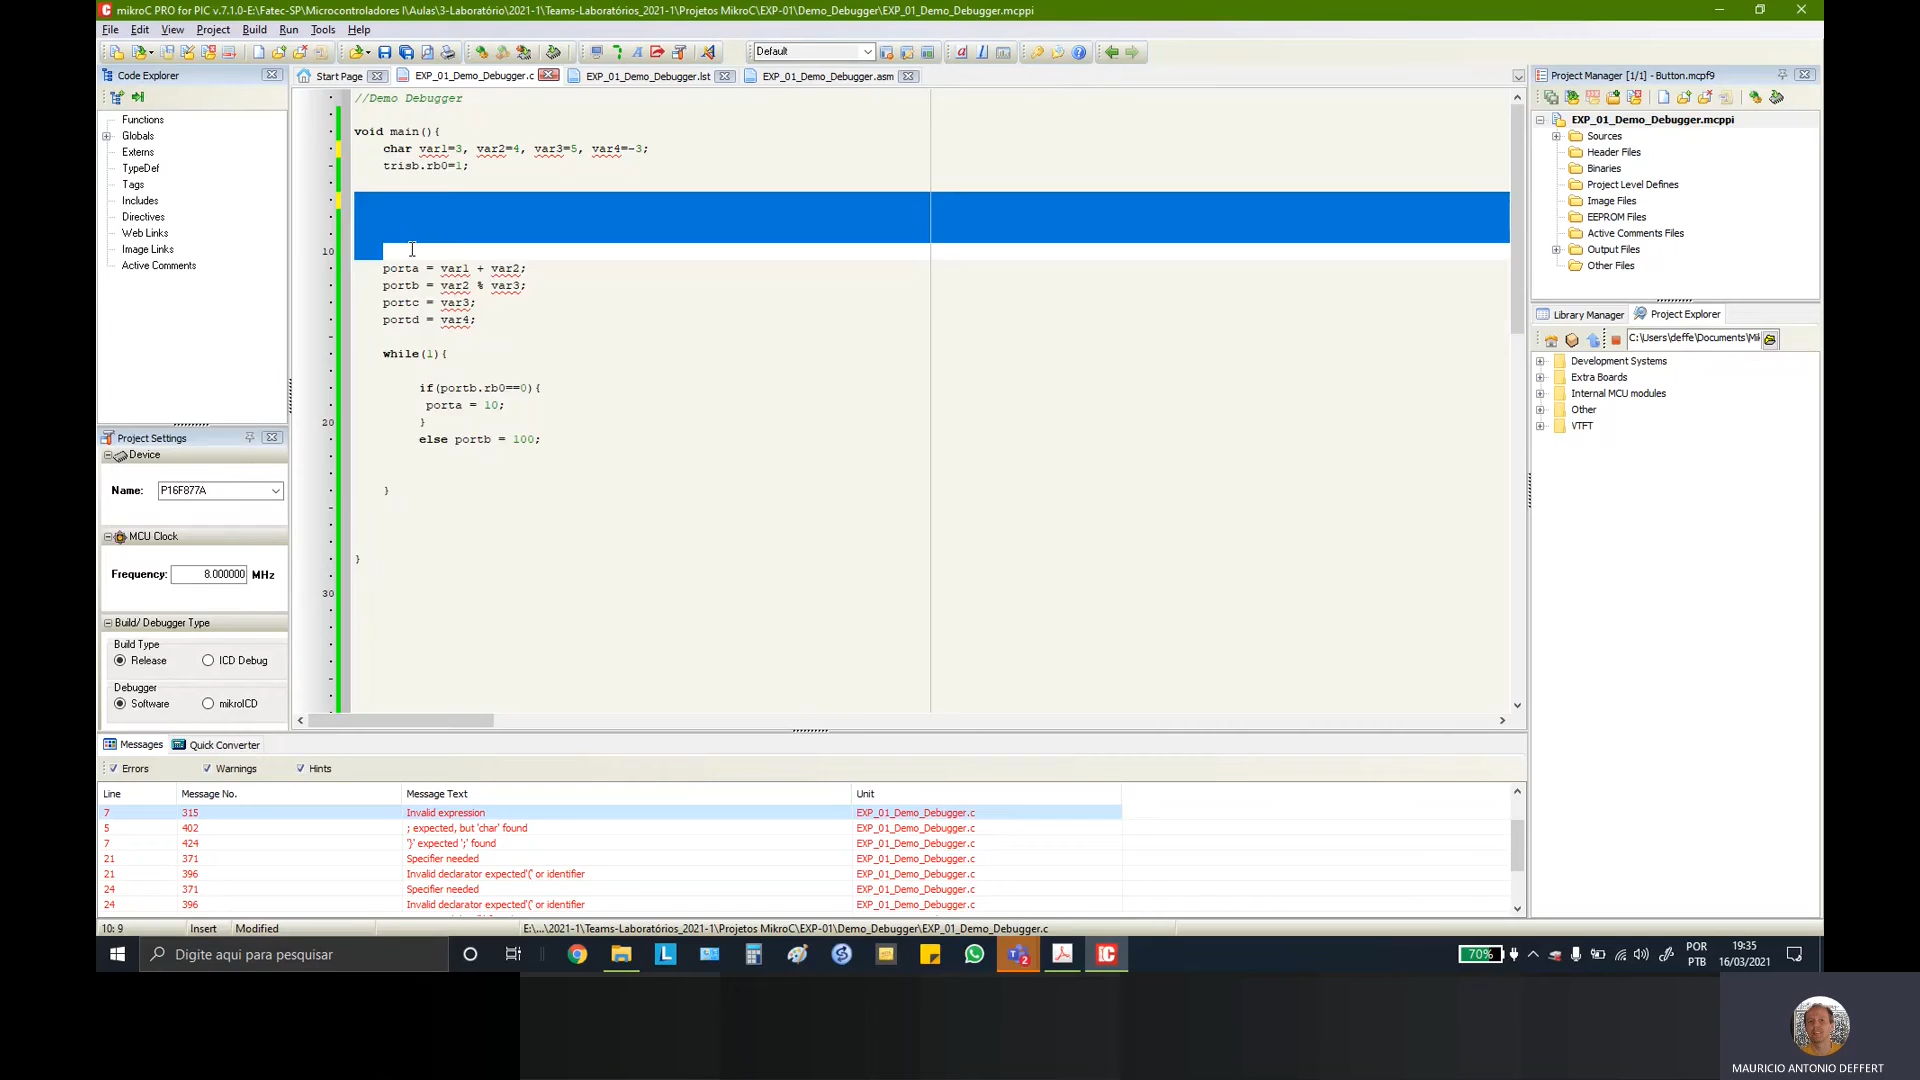 mikroC PRO for PIC v.7.1.0-E:\Fatec-SP\Microcontroladores I\Aulas\3-Laboratório\2021-1\Teams-Laboratórios_2021-1\Projetos MikroC\EXP-01\Demo_Debugger\EXP_01_Demo_Debugger.mcppi
File Edit View Project Build Run Tools Help
Default
Code Explorer
Start Page
EXP_01_Demo_Debugger.c
EXP_01_Demo_Debugger.lst
EXP_01_Demo_Debugger.asm
Functions
Globals
Externs
TypeDef
Tags
Includes
Directives
Web Links
Image Links
Active Comments
Project Settings
Device
Name: P16F877A
MCU Clock
Frequency: 8.000000 MHz
Build/ Debugger Type
Build Type
Release ICD Debug
Debugger
Software mikroICD
//Demo Debugger
void main(){
char var1=3, var2=4, var3=5, var4=-3;
trisb.rb0=1;
10
porta = var1 + var2;
portb = var2 % var3;
portc = var3;
portd = var4;
while(1){
if(portb.rb0==0){
porta = 10;
20 }
else portb = 100;
}
}
30
Project Manager [1/1] - Button.mcpf9
EXP_01_Demo_Debugger.mcppi
Sources
Header Files
Binaries
Project Level Defines
Image Files
EEPROM Files
Active Comments Files
Output Files
Other Files
Library Manager Project Explorer
C:\Users\deffe\Documents\Mil
Development Systems
Extra Boards
Internal MCU modules
Other
VTFT
Messages Quick Converter
Errors Warnings Hints
Line Message No. Message Text Unit
7 315 Invalid expression EXP_01_Demo_Debugger.c
5 402 ; expected, but 'char' found EXP_01_Demo_Debugger.c
7 424 '}' expected ';' found EXP_01_Demo_Debugger.c
21 371 Specifier needed EXP_01_Demo_Debugger.c
21 396 Invalid declarator expected'(' or identifier EXP_01_Demo_Debugger.c
24 371 Specifier needed EXP_01_Demo_Debugger.c
24 396 Invalid declarator expected'(' or identifier EXP_01_Demo_Debugger.c
10: 9 Insert Modified E:\...\2021-1\Teams-Laboratórios_2021-1\Projetos MikroC\EXP-01\Demo_Debugger\EXP_01_Demo_Debugger.c
Digite aqui para pesquisar
L
2
70%
POR
PTB
19:35
16/03/2021
MAURICIO ANTONIO DEFFERT